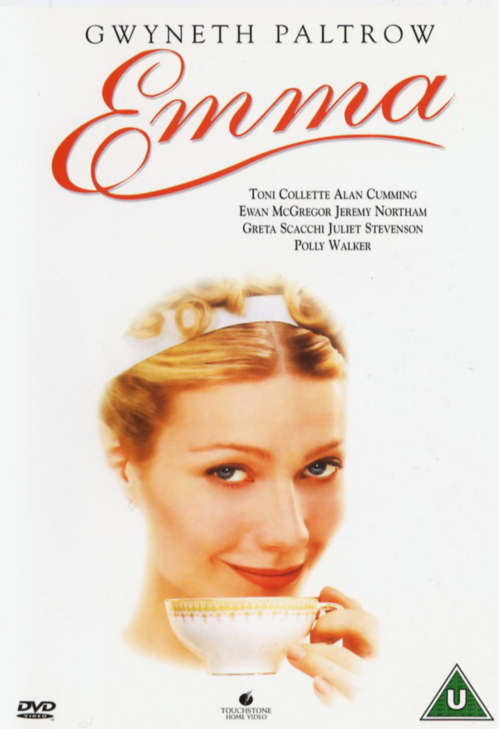 GWYNETH PALTROW
Emma
TONI COLLETTE ALAN CUMMING
EWAN MCGREGOR JEREMY NORTHAM
GRETA SCACCHI JULIET STEVENSON
POLLY WALKER
DVD
VIDEO
TOUCHSTONE
HOME VIDEO
U